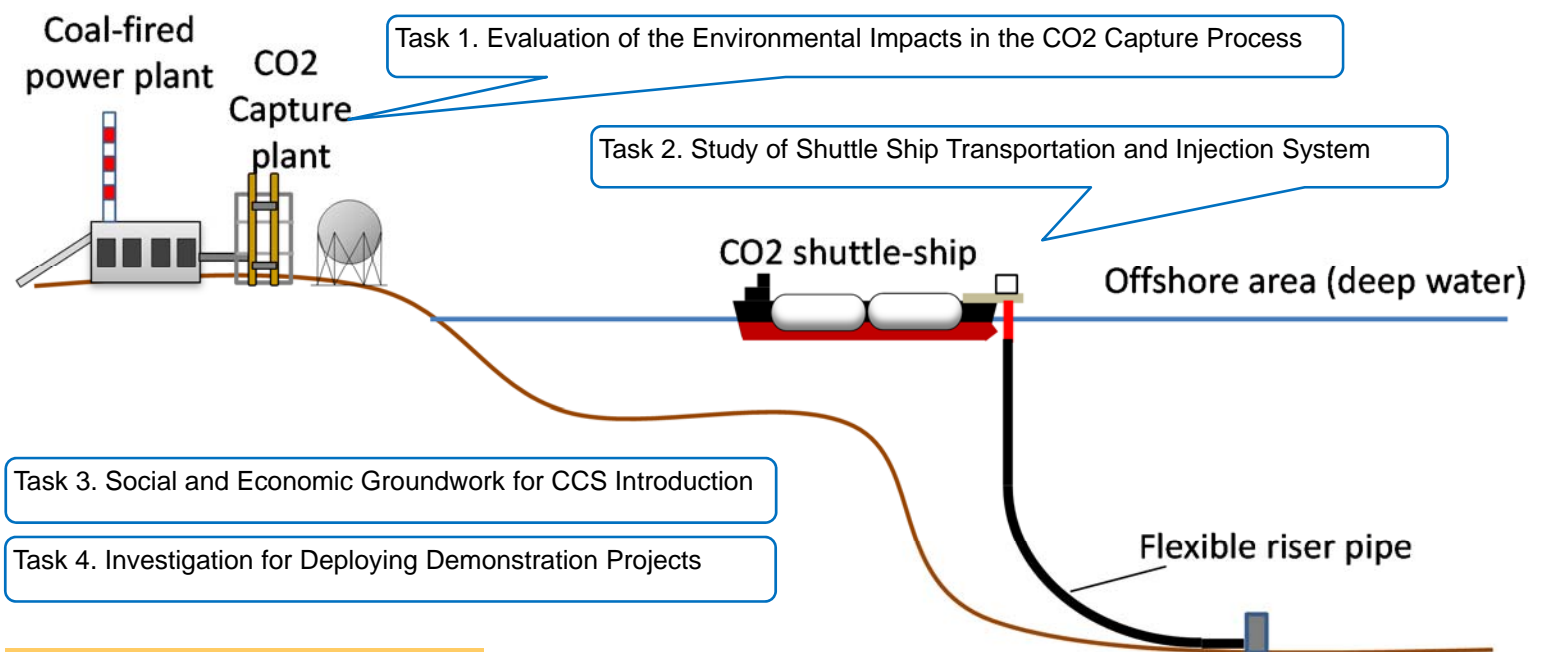 Coal-fired
power plant
CO2
Capture
plant
Task 1. Evaluation of the Environmental Impacts in the CO2 Capture Process
Task 2. Study of Shuttle Ship Transportation and Injection System
CO2 shuttle-ship
Offshore area (deep water)
Task 3. Social and Economic Groundwork for CCS Introduction
Task 4. Investigation for Deploying Demonstration Projects
Flexible riser pipe